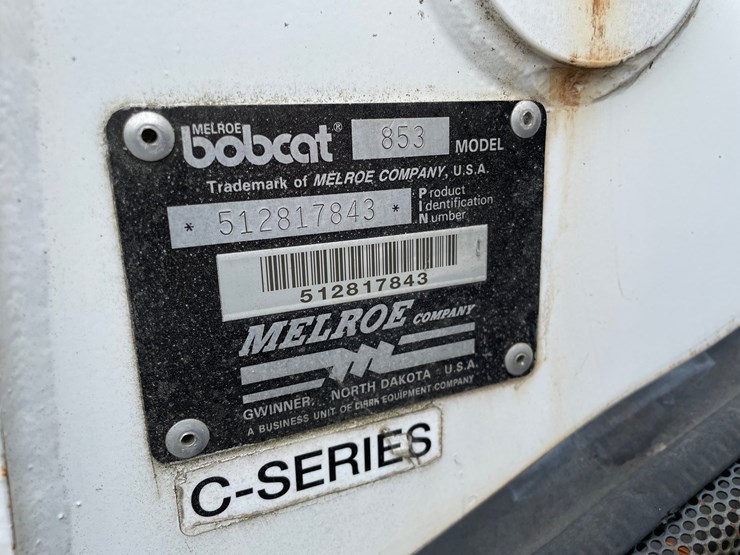 MELROE
bobcat® 853 MODEL
Trademark of MELROE COMPANY, U.S.A.
* 512817843 * Product
Identification
Number
512817843
MELROE COMPANY
GWINNER, NORTH DAKOTA U.S.A.
A BUSINESS UNIT OF CLARK EQUIPMENT COMPANY
C-SERIES